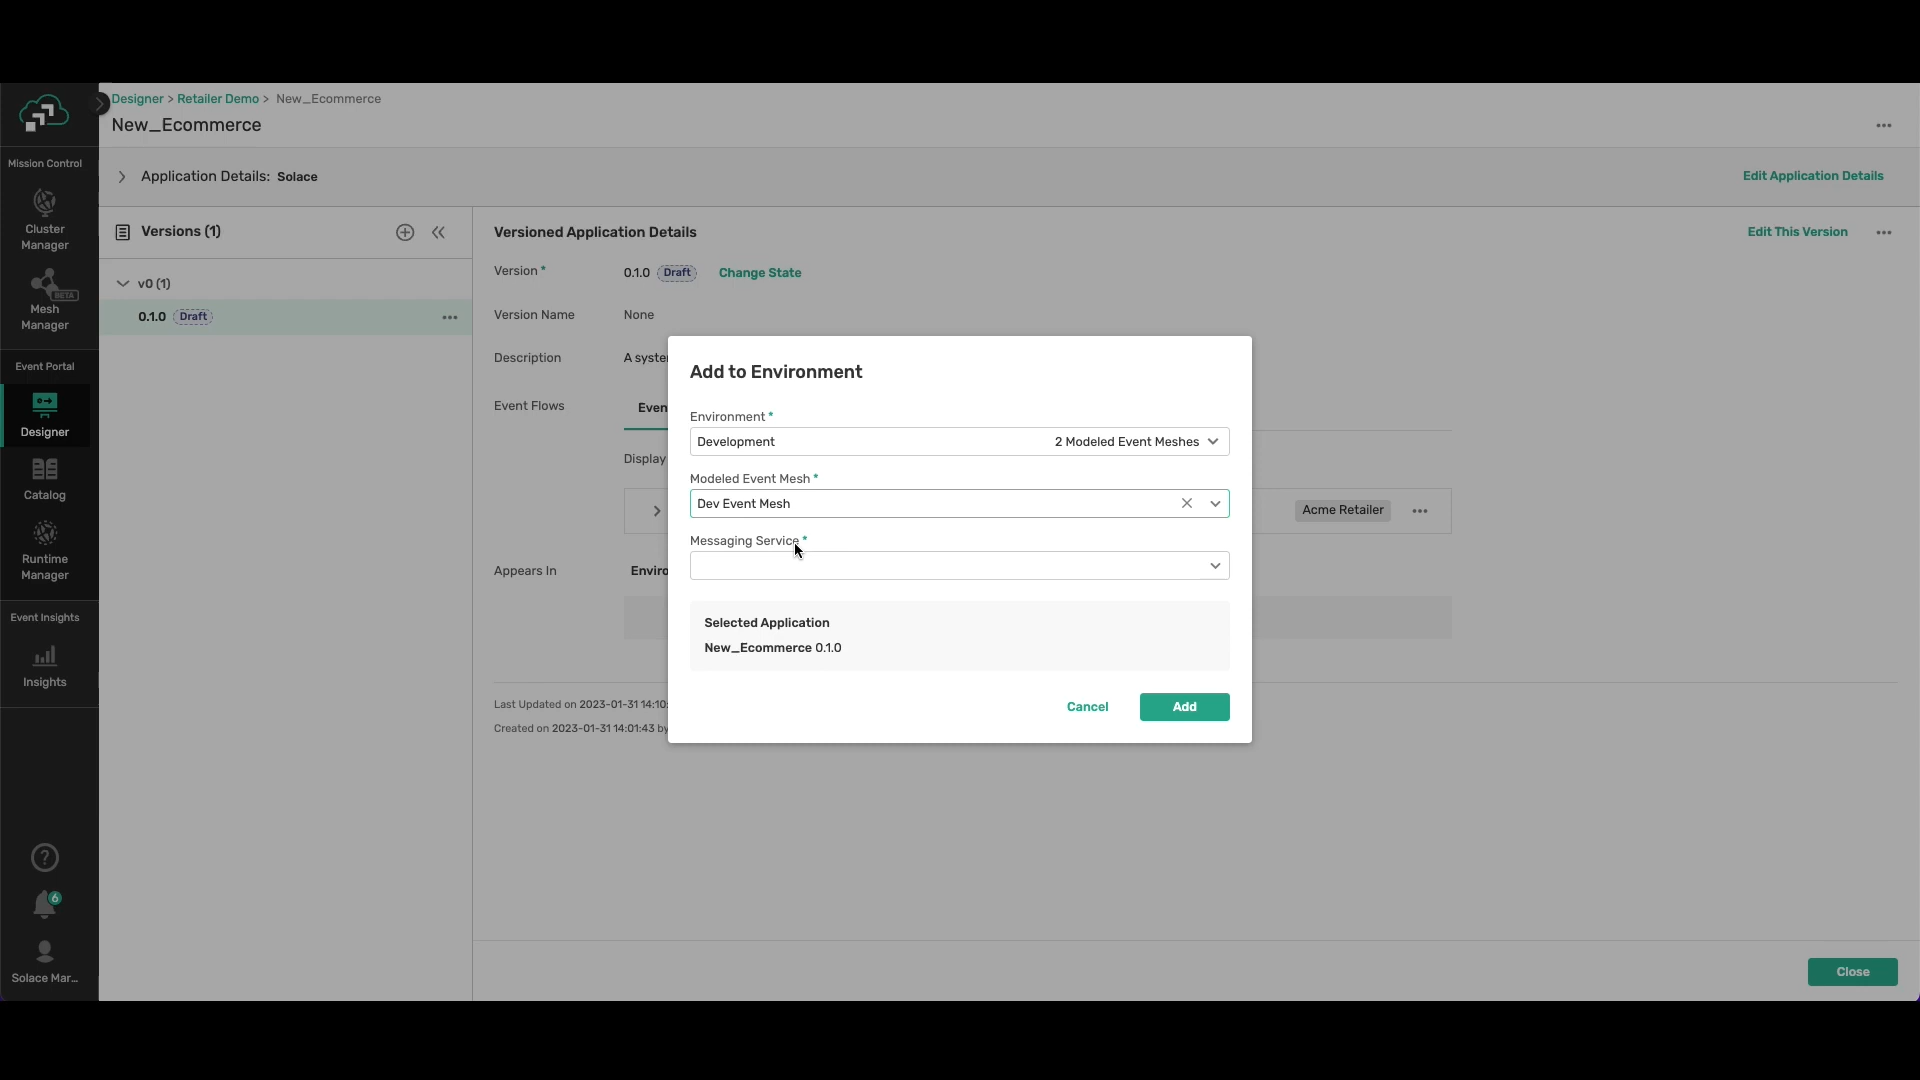 Designer > Retailer Demo > New_Ecommerce
New_Ecommerce
Mission Control
Cluster
Manager
BETA
Mesh
Manager
Event Portal
Designer
Catalog
Runtime
Manager
Event Insights
Insights
6
Solace Mar...
Application Details: Solace
Edit Application Details
Versions (1)
v0 (1)
0.1.0 Draft
Versioned Application Details
Edit This Version
Version * 0.1.0 Draft Change State
Version Name None
Description A syste
Event Flows Even
Display
Acme Retailer
Appears In Enviro
Last Updated on 2023-01-31 14:10:
Created on 2023-01-31 14:01:43 by
Add to Environment
Environment *
Development 2 Modeled Event Meshes
Modeled Event Mesh *
Dev Event Mesh
Messaging Service *
Selected Application
New_Ecommerce 0.1.0
Cancel Add
Close